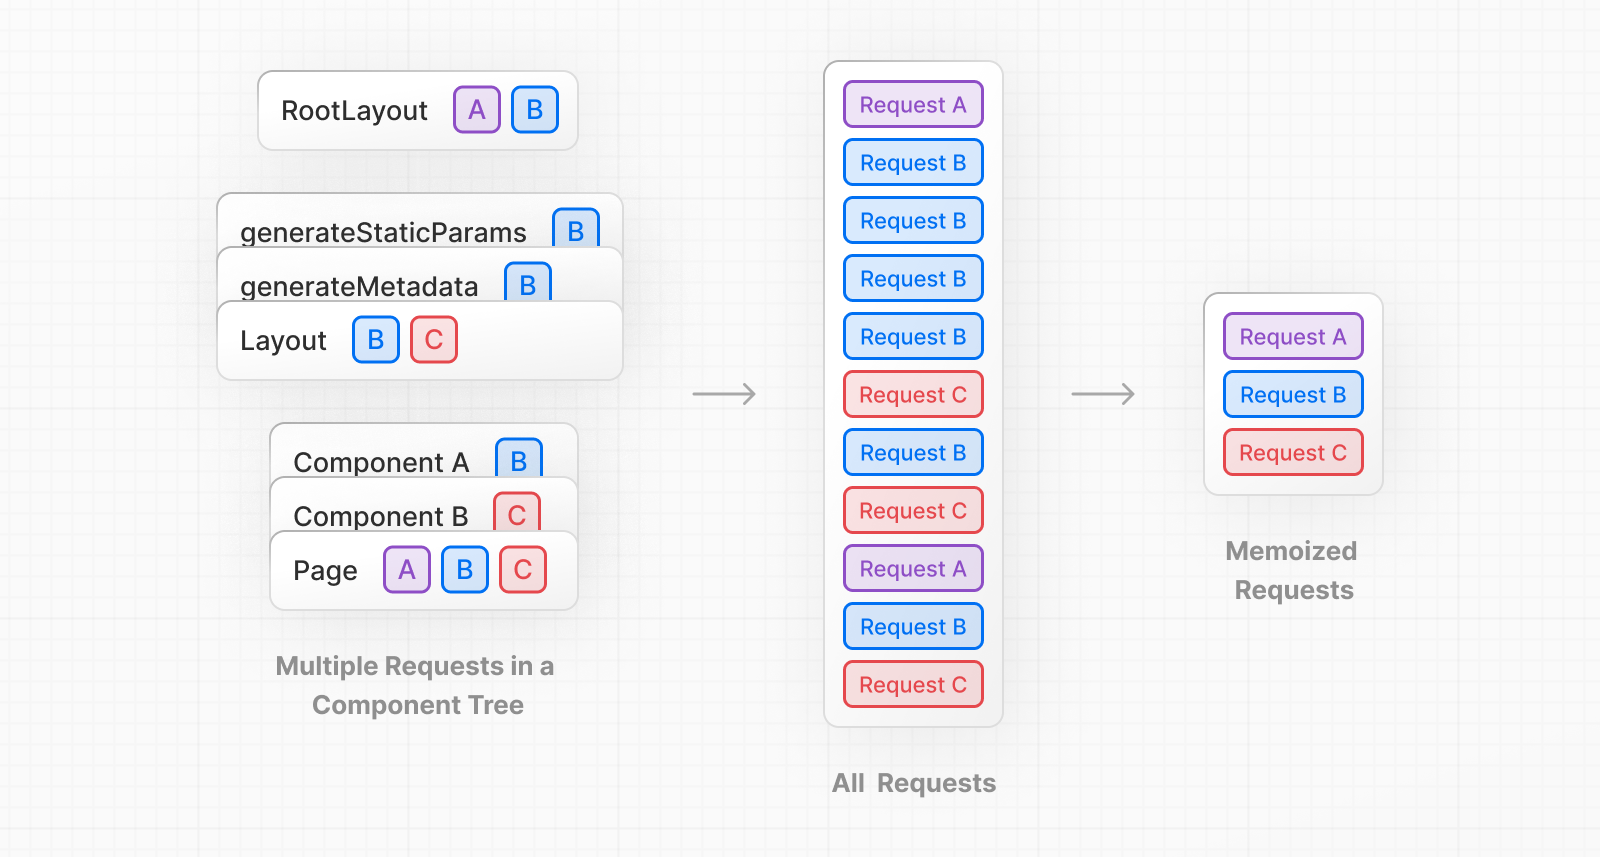 RootLayout A B
generateStaticParams B
generateMetadata B
Layout B C
Component A B
Component B C
Page A B C
Multiple Requests in a
Component Tree
Request A
Request B
Request B
Request B
Request B
Request C
Request B
Request C
Request A
Request B
Request C
All Requests
Request A
Request B
Request C
Memoized
Requests